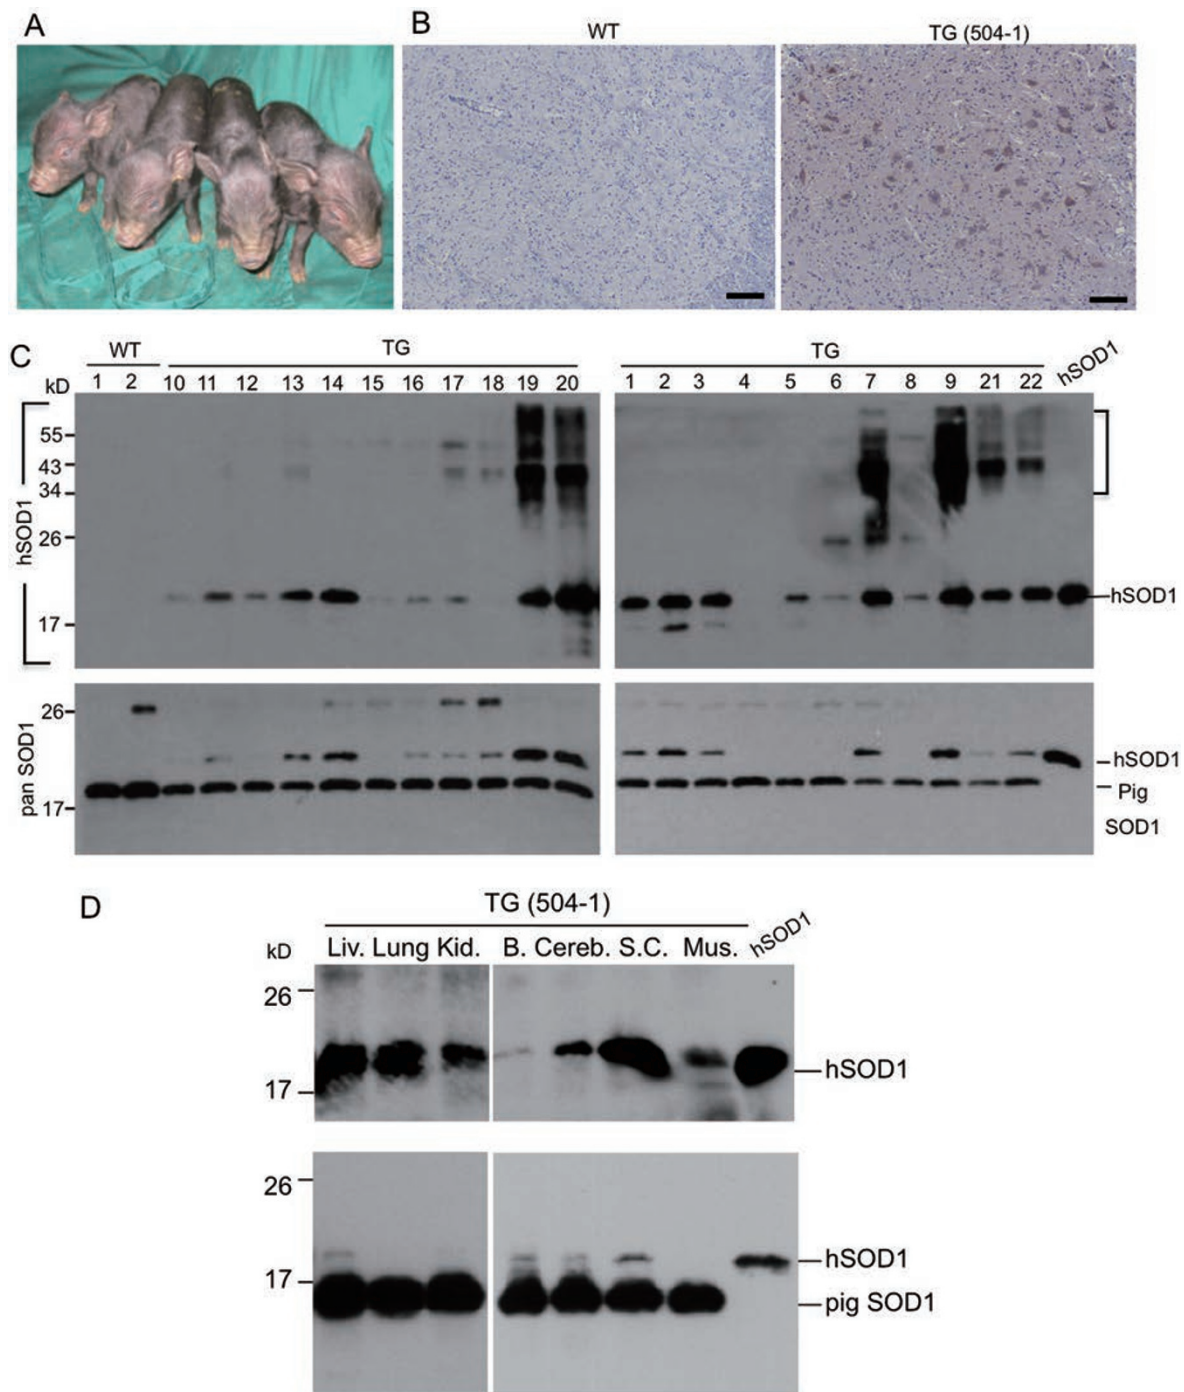 A
B
WT
TG (504-1)
C
WT
TG
TG
hSOD1
kD
1 2 10 11 12 13 14 15 16 17 18 19 20
1 2 3 4 5 6 7 8 9 21 22
55
43
34
26
17
hSOD1
hSOD1
26
17
pan SOD1
hSOD1
Pig
SOD1
D
TG (504-1)
kD
Liv. Lung Kid. B. Cereb. S.C. Mus. hSOD1
26
17
hSOD1
26
17
hSOD1
pig SOD1